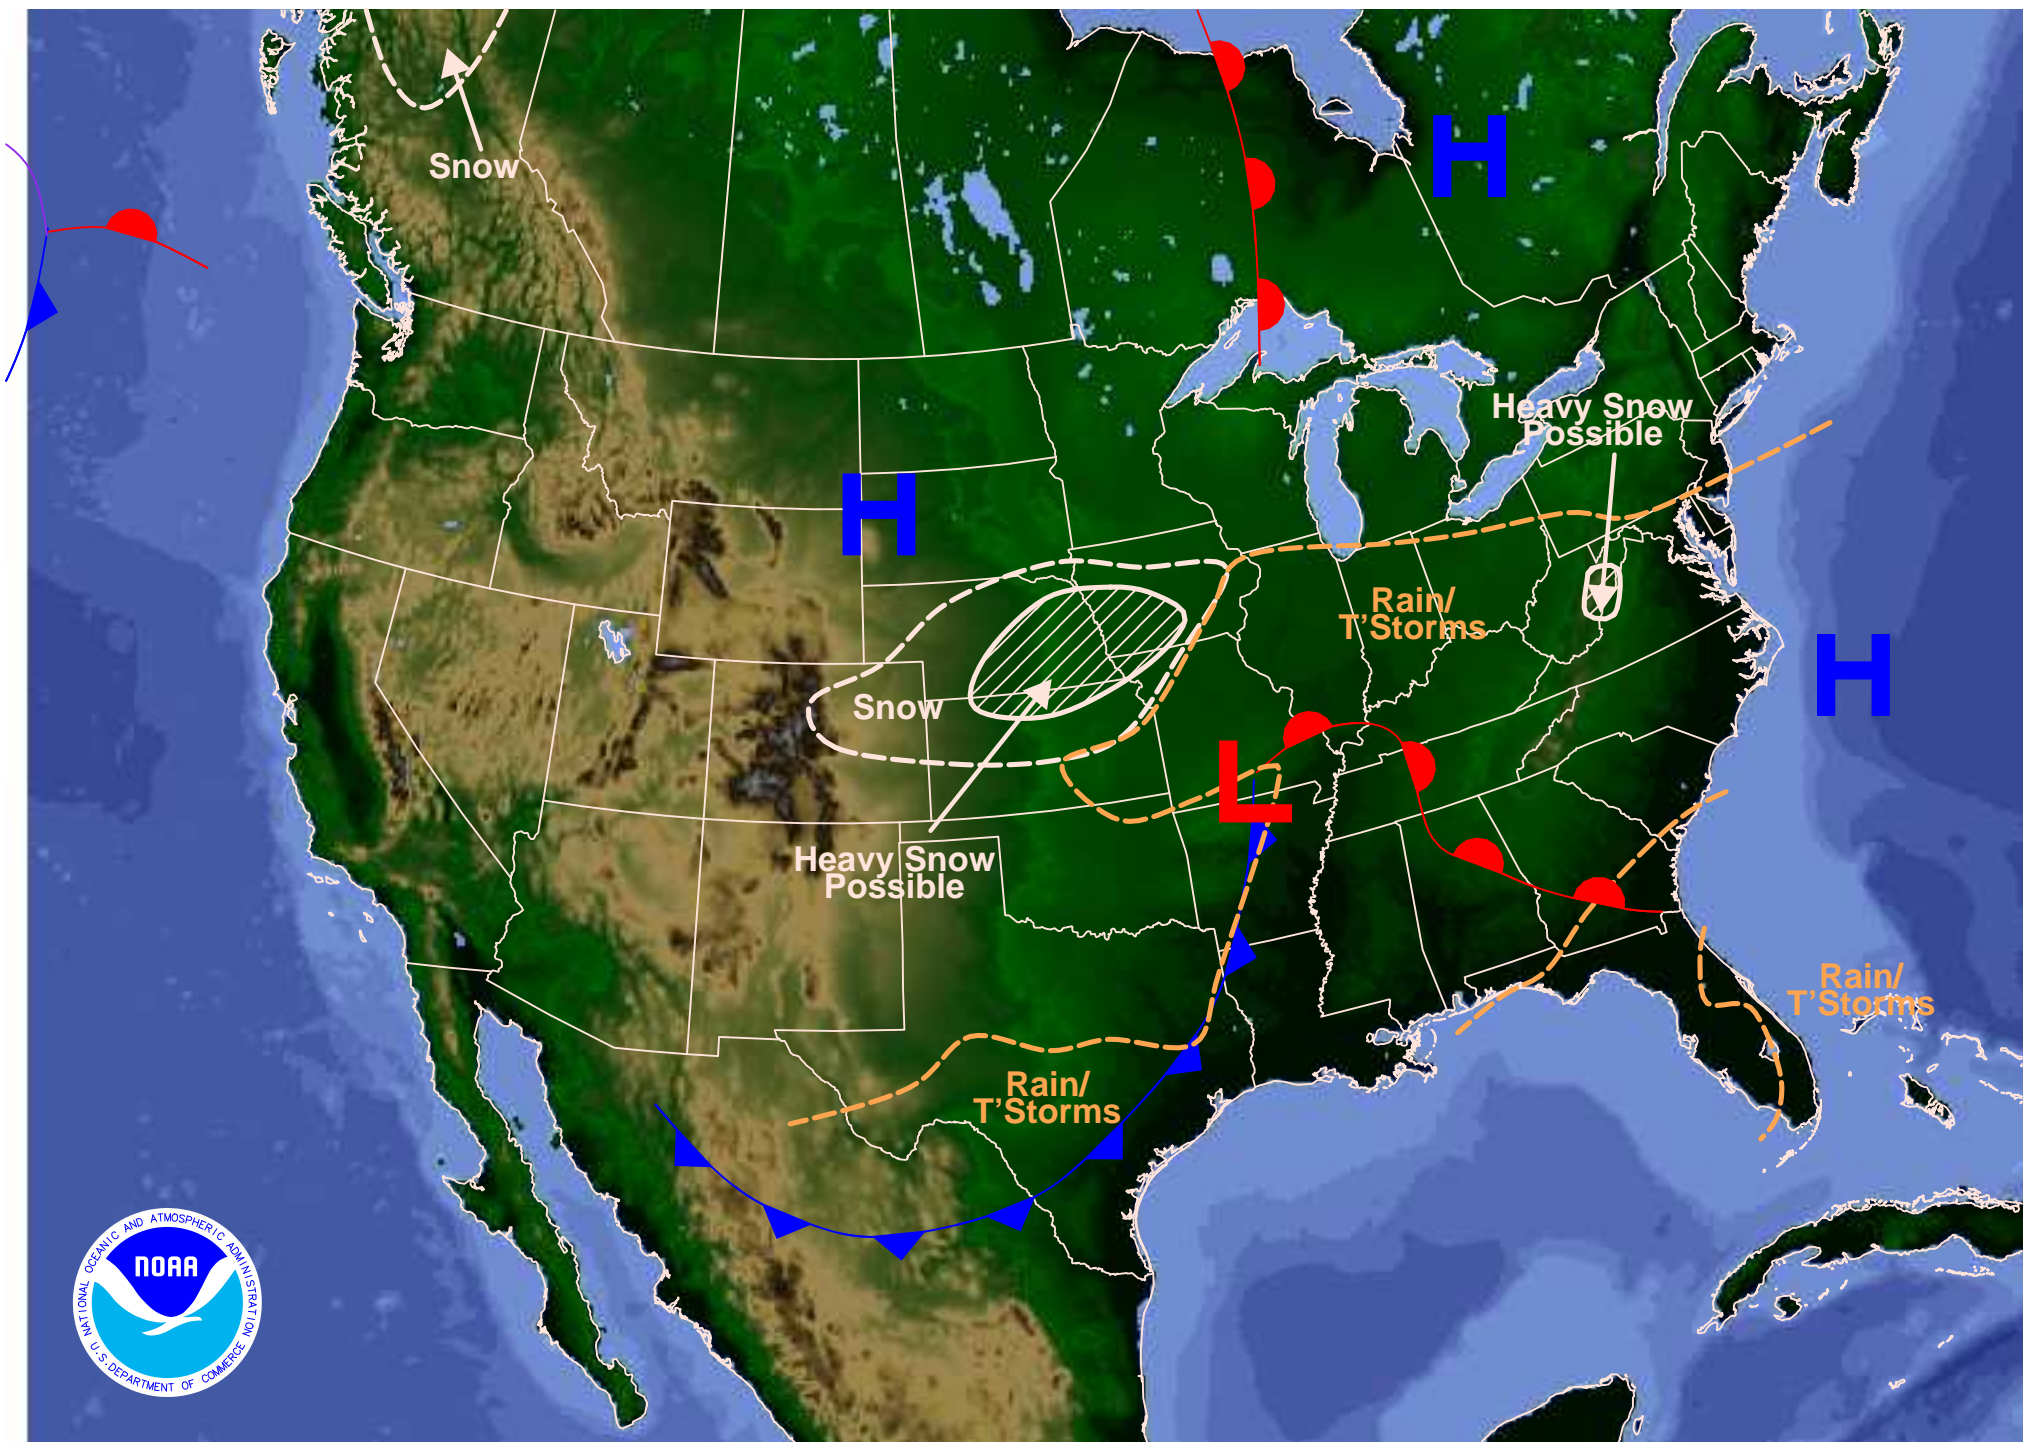 H
Snow
Heavy Snow
Possible
H
Rain/
T'Storms
H
Snow
L
Heavy Snow
Possible
Rain/
T'Storms
Rain/
T'Storms
NATIONAL OCEANIC AND ATMOSPHERIC ADMINISTRATION
NOAA
U.S. DEPARTMENT OF COMMERCE